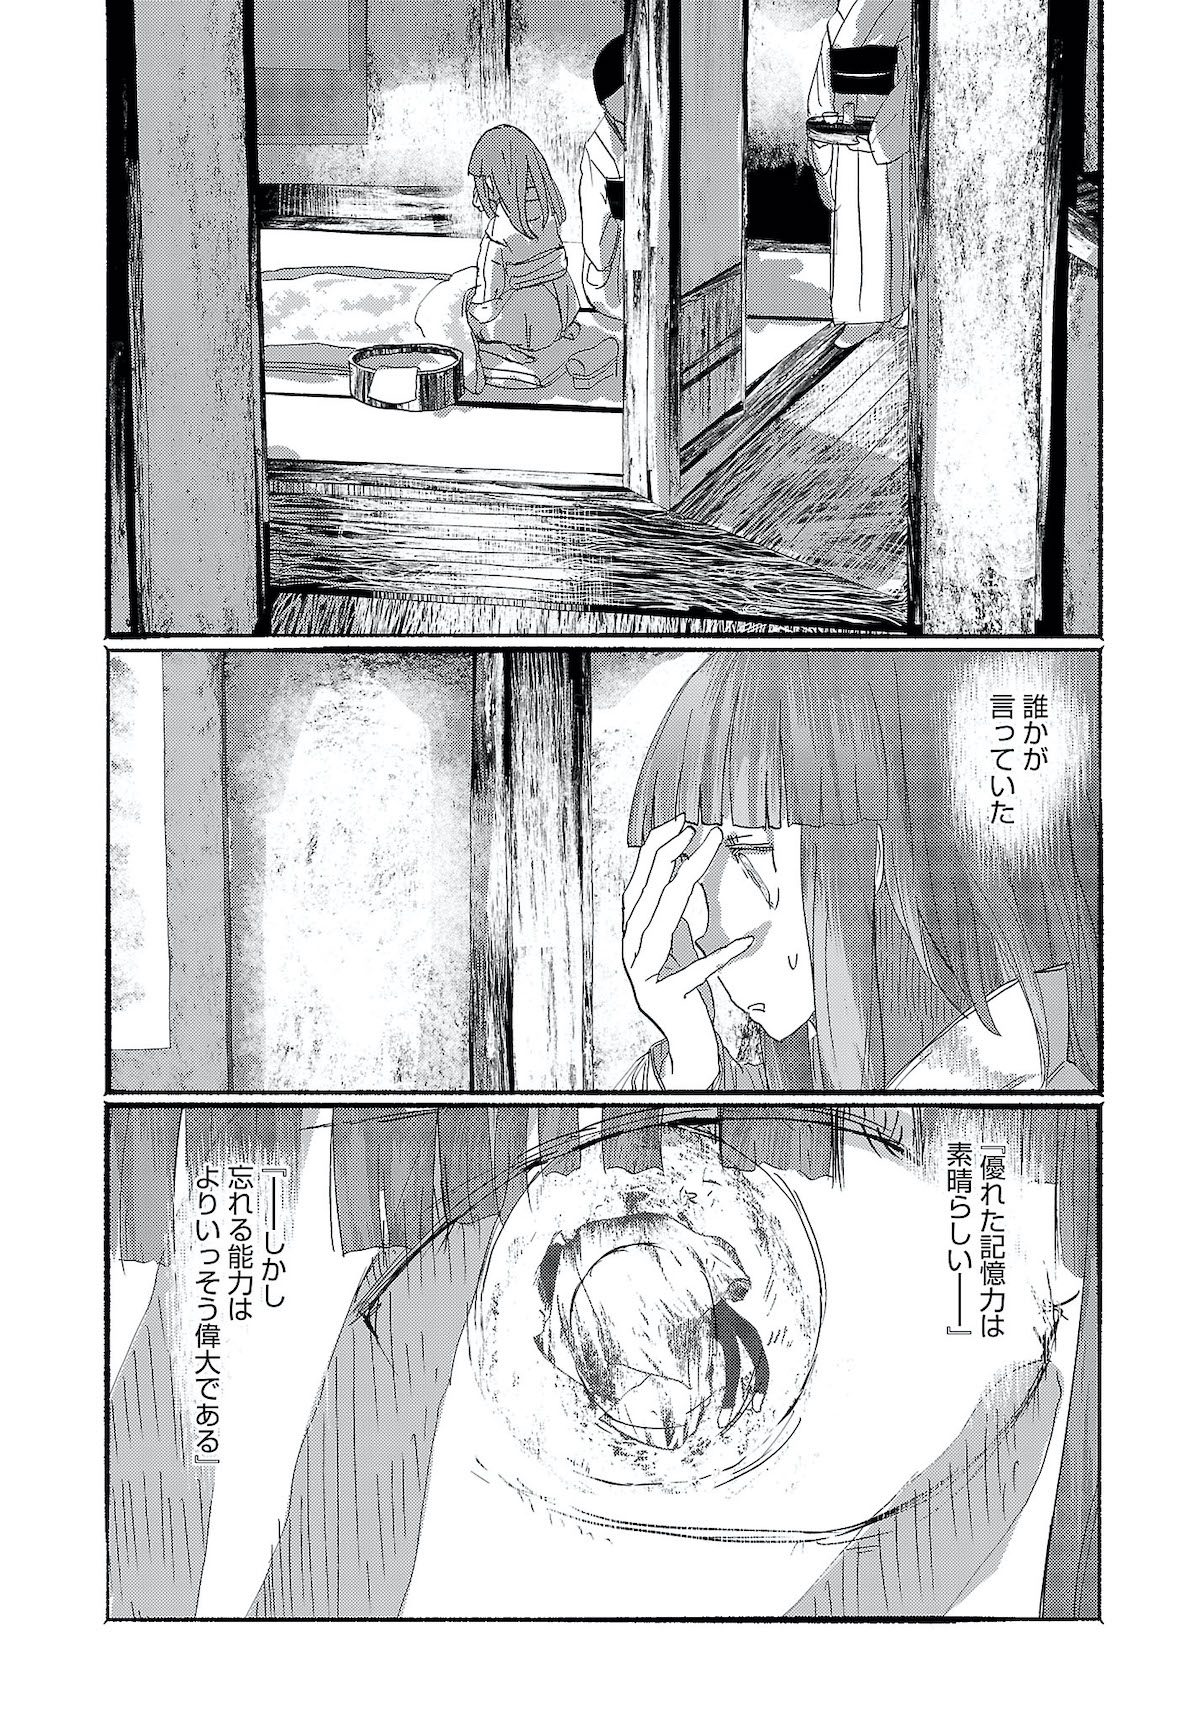 誰かが
言っていた
『優れた記憶力は
素晴らしい――』
『――しかし
忘れる能力は
よりいっそう偉大である』